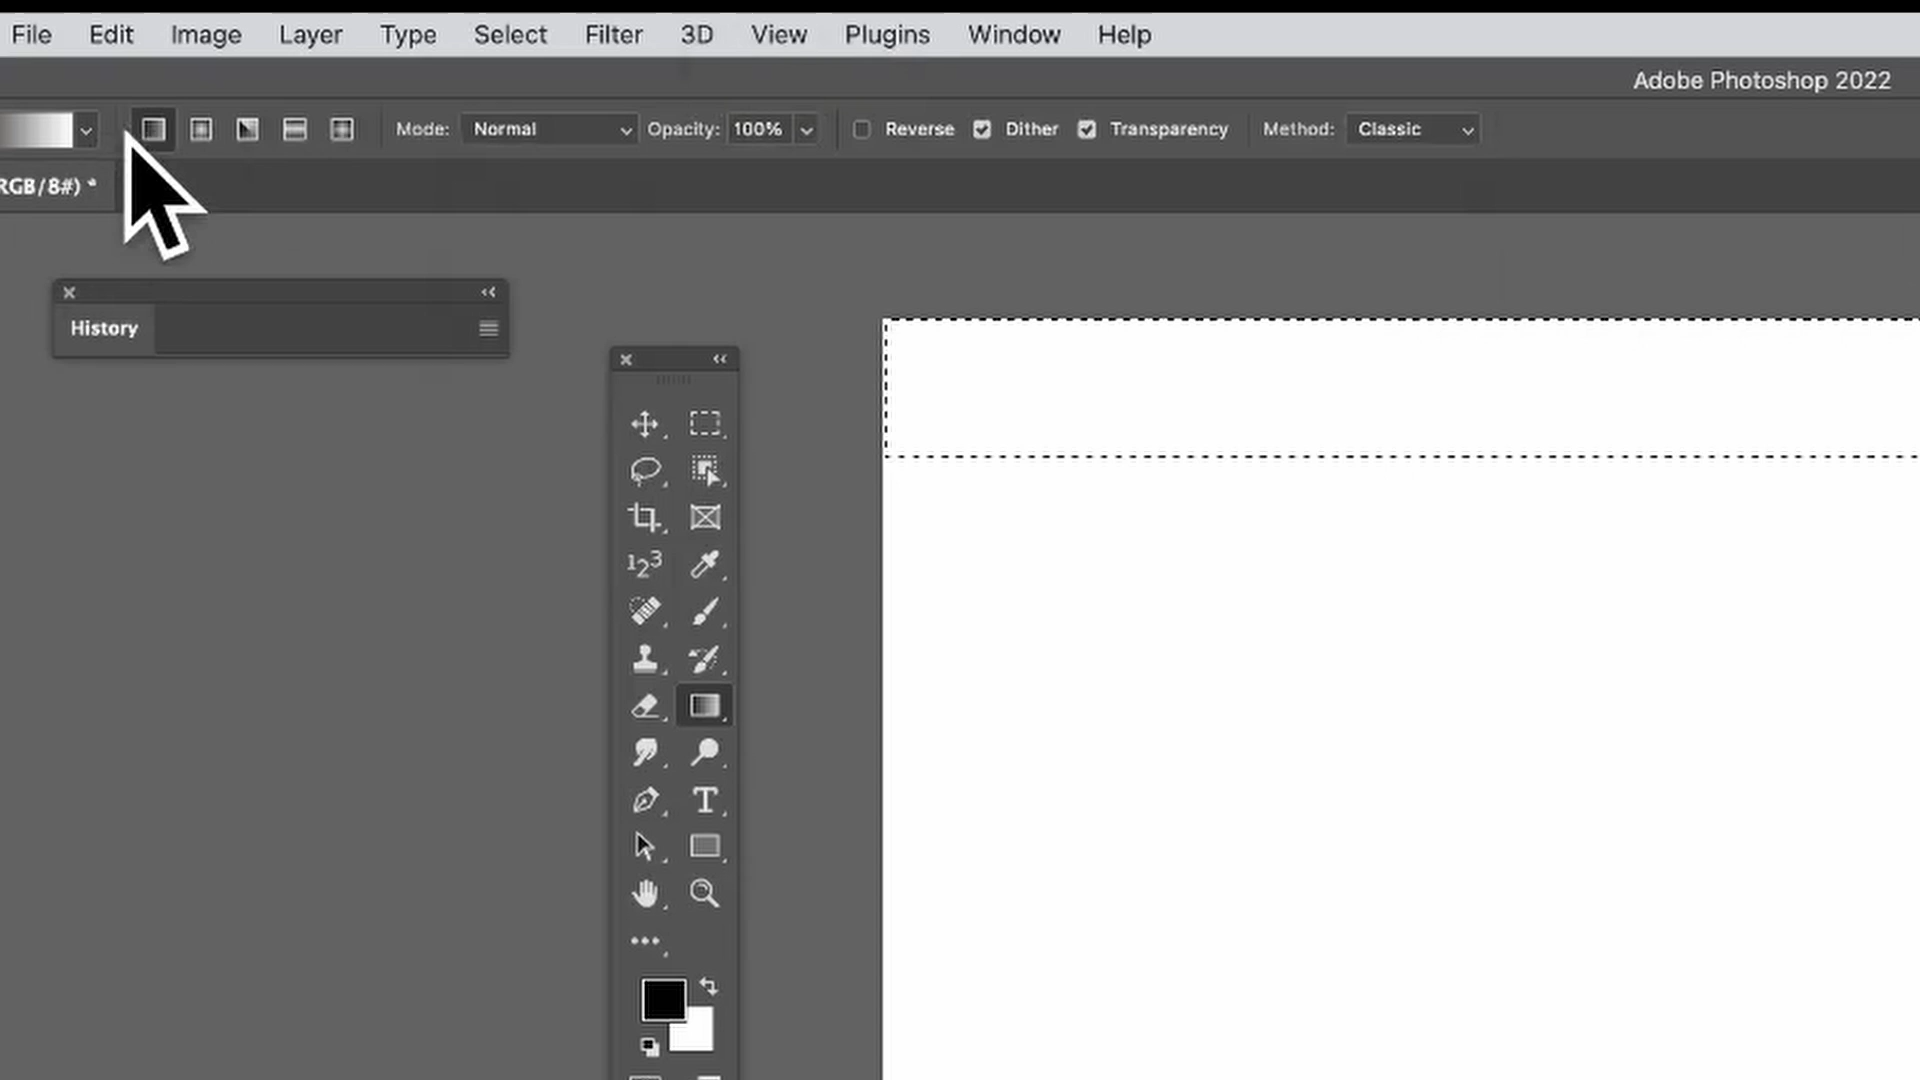 File Edit Image Layer Type Select Filter 3D View Plugins Window Help
Adobe Photoshop 2022
Mode: Normal Opacity: 100% Reverse Dither Transparency Method: Classic
RGB/8#) *
History